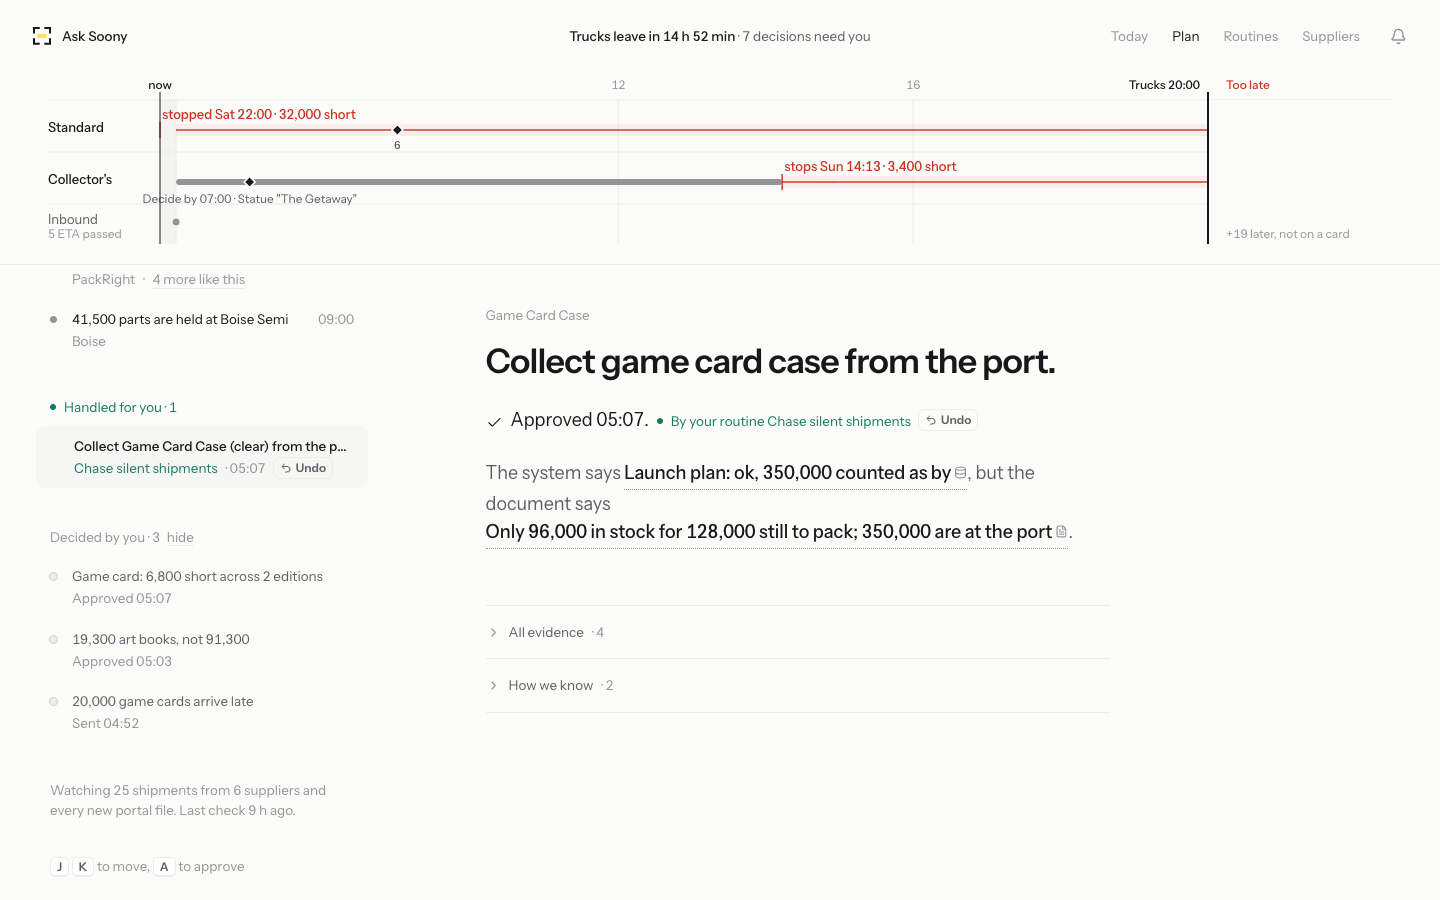 Ask Soony
Trucks leave in 14 h 52 min · 7 decisions need you
Today Plan Routines Suppliers
now 12 16 Trucks 20:00 Too late
Standard
stopped Sat 22:00 · 32,000 short
6
Collector's
stops Sun 14:13 · 3,400 short
Decide by 07:00 · Statue "The Getaway"
Inbound
5 ETA passed
+19 later, not on a card
PackRight · 4 more like this
41,500 parts are held at Boise Semi 09:00
Boise
Handled for you · 1
Collect Game Card Case (clear) from the p...
Chase silent shipments · 05:07 Undo
Decided by you · 3 hide
Game card: 6,800 short across 2 editions
Approved 05:07
19,300 art books, not 91,300
Approved 05:03
20,000 game cards arrive late
Sent 04:52
Watching 25 shipments from 6 suppliers and
every new portal file. Last check 9 h ago.
J K to move, A to approve
Game Card Case
Collect game card case from the port.
Approved 05:07. By your routine Chase silent shipments Undo
The system says Launch plan: ok, 350,000 counted as by, but the
document says
Only 96,000 in stock for 128,000 still to pack; 350,000 are at the port.
All evidence · 4
How we know · 2